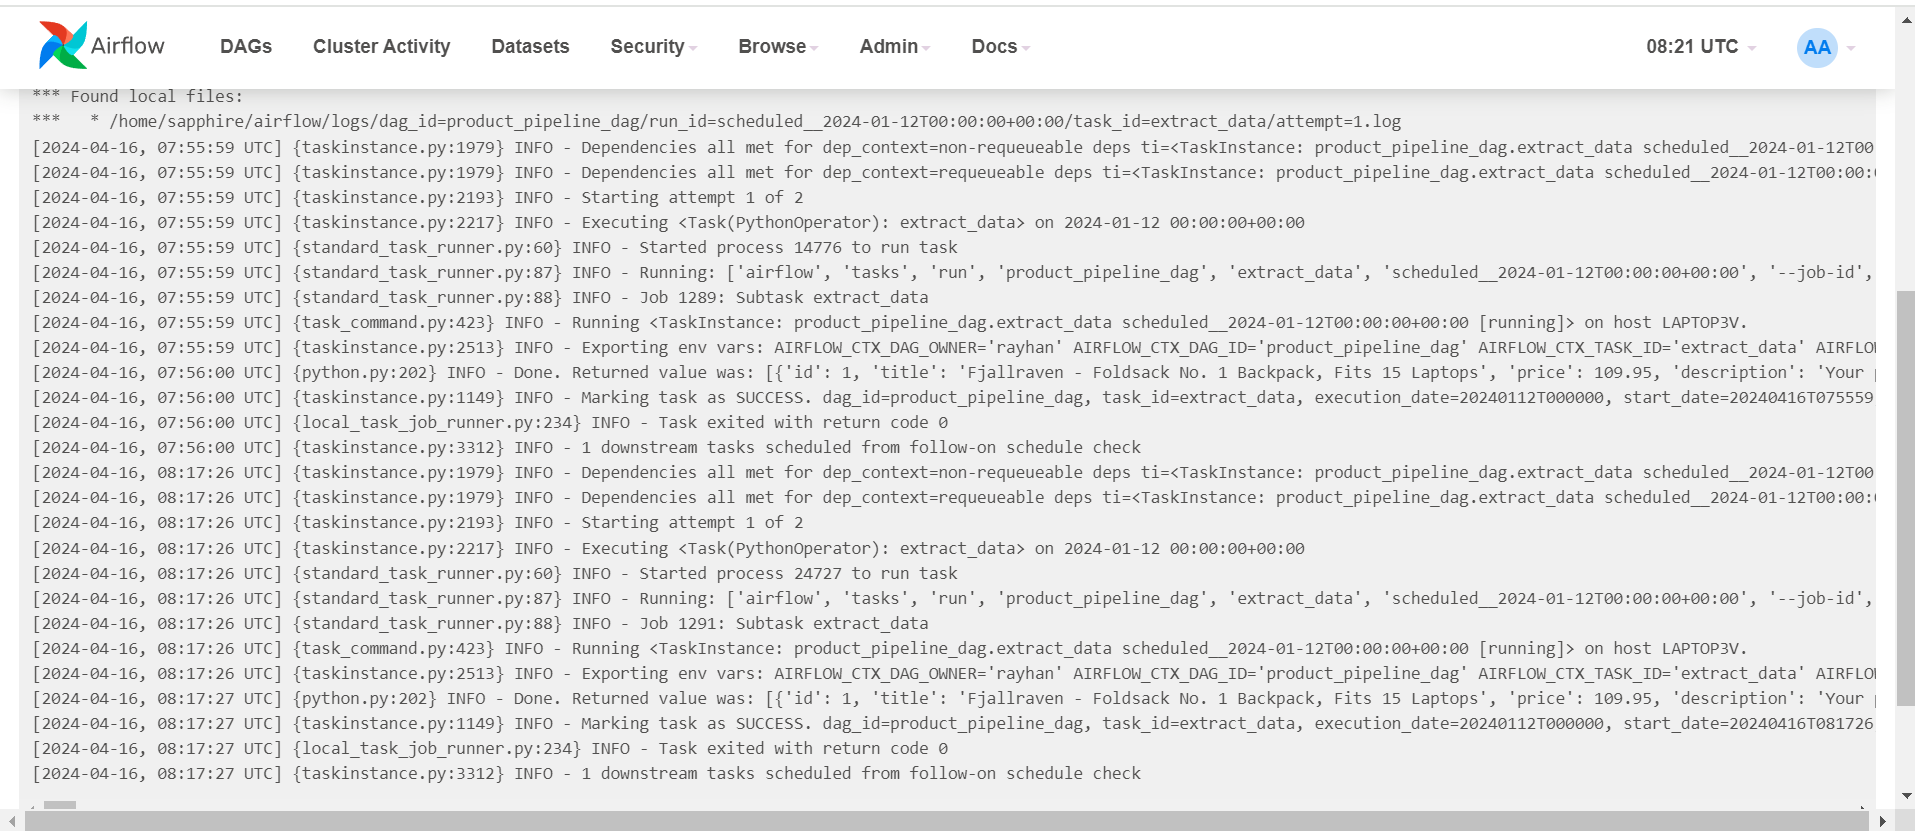 Airflow DAGs Cluster Activity Datasets Security Browse Admin Docs 08:21 UTC AA
*** Found local files:
***   * /home/sapphire/airflow/logs/dag_id=product_pipeline_dag/run_id=scheduled__2024-01-12T00:00:00+00:00/task_id=extract_data/attempt=1.log
[2024-04-16, 07:55:59 UTC] {taskinstance.py:1979} INFO - Dependencies all met for dep_context=non-requeueable deps ti=<TaskInstance: product_pipeline_dag.extract_data scheduled__2024-01-12T00
[2024-04-16, 07:55:59 UTC] {taskinstance.py:1979} INFO - Dependencies all met for dep_context=requeueable deps ti=<TaskInstance: product_pipeline_dag.extract_data scheduled__2024-01-12T00:00:
[2024-04-16, 07:55:59 UTC] {taskinstance.py:2193} INFO - Starting attempt 1 of 2
[2024-04-16, 07:55:59 UTC] {taskinstance.py:2217} INFO - Executing <Task(PythonOperator): extract_data> on 2024-01-12 00:00:00+00:00
[2024-04-16, 07:55:59 UTC] {standard_task_runner.py:60} INFO - Started process 14776 to run task
[2024-04-16, 07:55:59 UTC] {standard_task_runner.py:87} INFO - Running: ['airflow', 'tasks', 'run', 'product_pipeline_dag', 'extract_data', 'scheduled__2024-01-12T00:00:00+00:00', '--job-id',
[2024-04-16, 07:55:59 UTC] {standard_task_runner.py:88} INFO - Job 1289: Subtask extract_data
[2024-04-16, 07:55:59 UTC] {task_command.py:423} INFO - Running <TaskInstance: product_pipeline_dag.extract_data scheduled__2024-01-12T00:00:00+00:00 [running]> on host LAPTOP3V.
[2024-04-16, 07:55:59 UTC] {taskinstance.py:2513} INFO - Exporting env vars: AIRFLOW_CTX_DAG_OWNER='rayhan' AIRFLOW_CTX_DAG_ID='product_pipeline_dag' AIRFLOW_CTX_TASK_ID='extract_data' AIRFLO
[2024-04-16, 07:56:00 UTC] {python.py:202} INFO - Done. Returned value was: [{'id': 1, 'title': 'Fjallraven - Foldsack No. 1 Backpack, Fits 15 Laptops', 'price': 109.95, 'description': 'Your
[2024-04-16, 07:56:00 UTC] {taskinstance.py:1149} INFO - Marking task as SUCCESS. dag_id=product_pipeline_dag, task_id=extract_data, execution_date=20240112T000000, start_date=20240416T075559
[2024-04-16, 07:56:00 UTC] {local_task_job_runner.py:234} INFO - Task exited with return code 0
[2024-04-16, 07:56:00 UTC] {taskinstance.py:3312} INFO - 1 downstream tasks scheduled from follow-on schedule check
[2024-04-16, 08:17:26 UTC] {taskinstance.py:1979} INFO - Dependencies all met for dep_context=non-requeueable deps ti=<TaskInstance: product_pipeline_dag.extract_data scheduled__2024-01-12T00
[2024-04-16, 08:17:26 UTC] {taskinstance.py:1979} INFO - Dependencies all met for dep_context=requeueable deps ti=<TaskInstance: product_pipeline_dag.extract_data scheduled__2024-01-12T00:00:
[2024-04-16, 08:17:26 UTC] {taskinstance.py:2193} INFO - Starting attempt 1 of 2
[2024-04-16, 08:17:26 UTC] {taskinstance.py:2217} INFO - Executing <Task(PythonOperator): extract_data> on 2024-01-12 00:00:00+00:00
[2024-04-16, 08:17:26 UTC] {standard_task_runner.py:60} INFO - Started process 24727 to run task
[2024-04-16, 08:17:26 UTC] {standard_task_runner.py:87} INFO - Running: ['airflow', 'tasks', 'run', 'product_pipeline_dag', 'extract_data', 'scheduled__2024-01-12T00:00:00+00:00', '--job-id',
[2024-04-16, 08:17:26 UTC] {standard_task_runner.py:88} INFO - Job 1291: Subtask extract_data
[2024-04-16, 08:17:26 UTC] {task_command.py:423} INFO - Running <TaskInstance: product_pipeline_dag.extract_data scheduled__2024-01-12T00:00:00+00:00 [running]> on host LAPTOP3V.
[2024-04-16, 08:17:26 UTC] {taskinstance.py:2513} INFO - Exporting env vars: AIRFLOW_CTX_DAG_OWNER='rayhan' AIRFLOW_CTX_DAG_ID='product_pipeline_dag' AIRFLOW_CTX_TASK_ID='extract_data' AIRFLO
[2024-04-16, 08:17:27 UTC] {python.py:202} INFO - Done. Returned value was: [{'id': 1, 'title': 'Fjallraven - Foldsack No. 1 Backpack, Fits 15 Laptops', 'price': 109.95, 'description': 'Your
[2024-04-16, 08:17:27 UTC] {taskinstance.py:1149} INFO - Marking task as SUCCESS. dag_id=product_pipeline_dag, task_id=extract_data, execution_date=20240112T000000, start_date=20240416T081726
[2024-04-16, 08:17:27 UTC] {local_task_job_runner.py:234} INFO - Task exited with return code 0
[2024-04-16, 08:17:27 UTC] {taskinstance.py:3312} INFO - 1 downstream tasks scheduled from follow-on schedule check